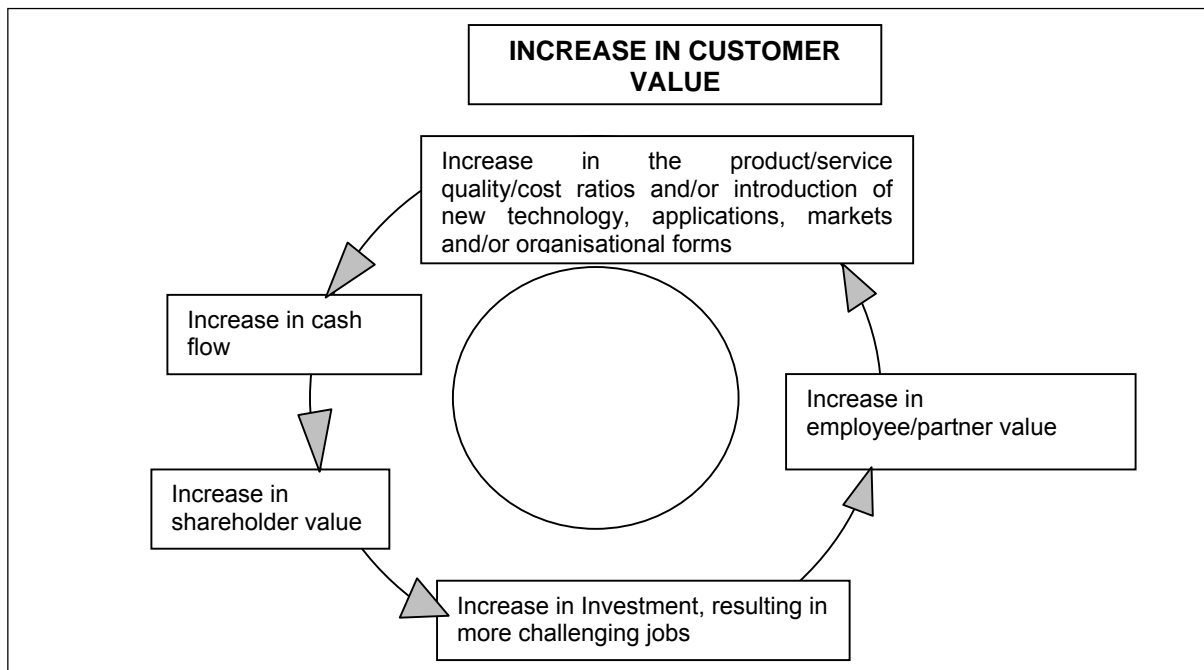 INCREASE IN CUSTOMER
VALUE
Increase in the product/service
quality/cost ratios and/or introduction of
new technology, applications, markets
and/or organisational forms
Increase in cash
flow
Increase in
employee/partner value
Increase in
shareholder value
Increase in Investment, resulting in
more challenging jobs